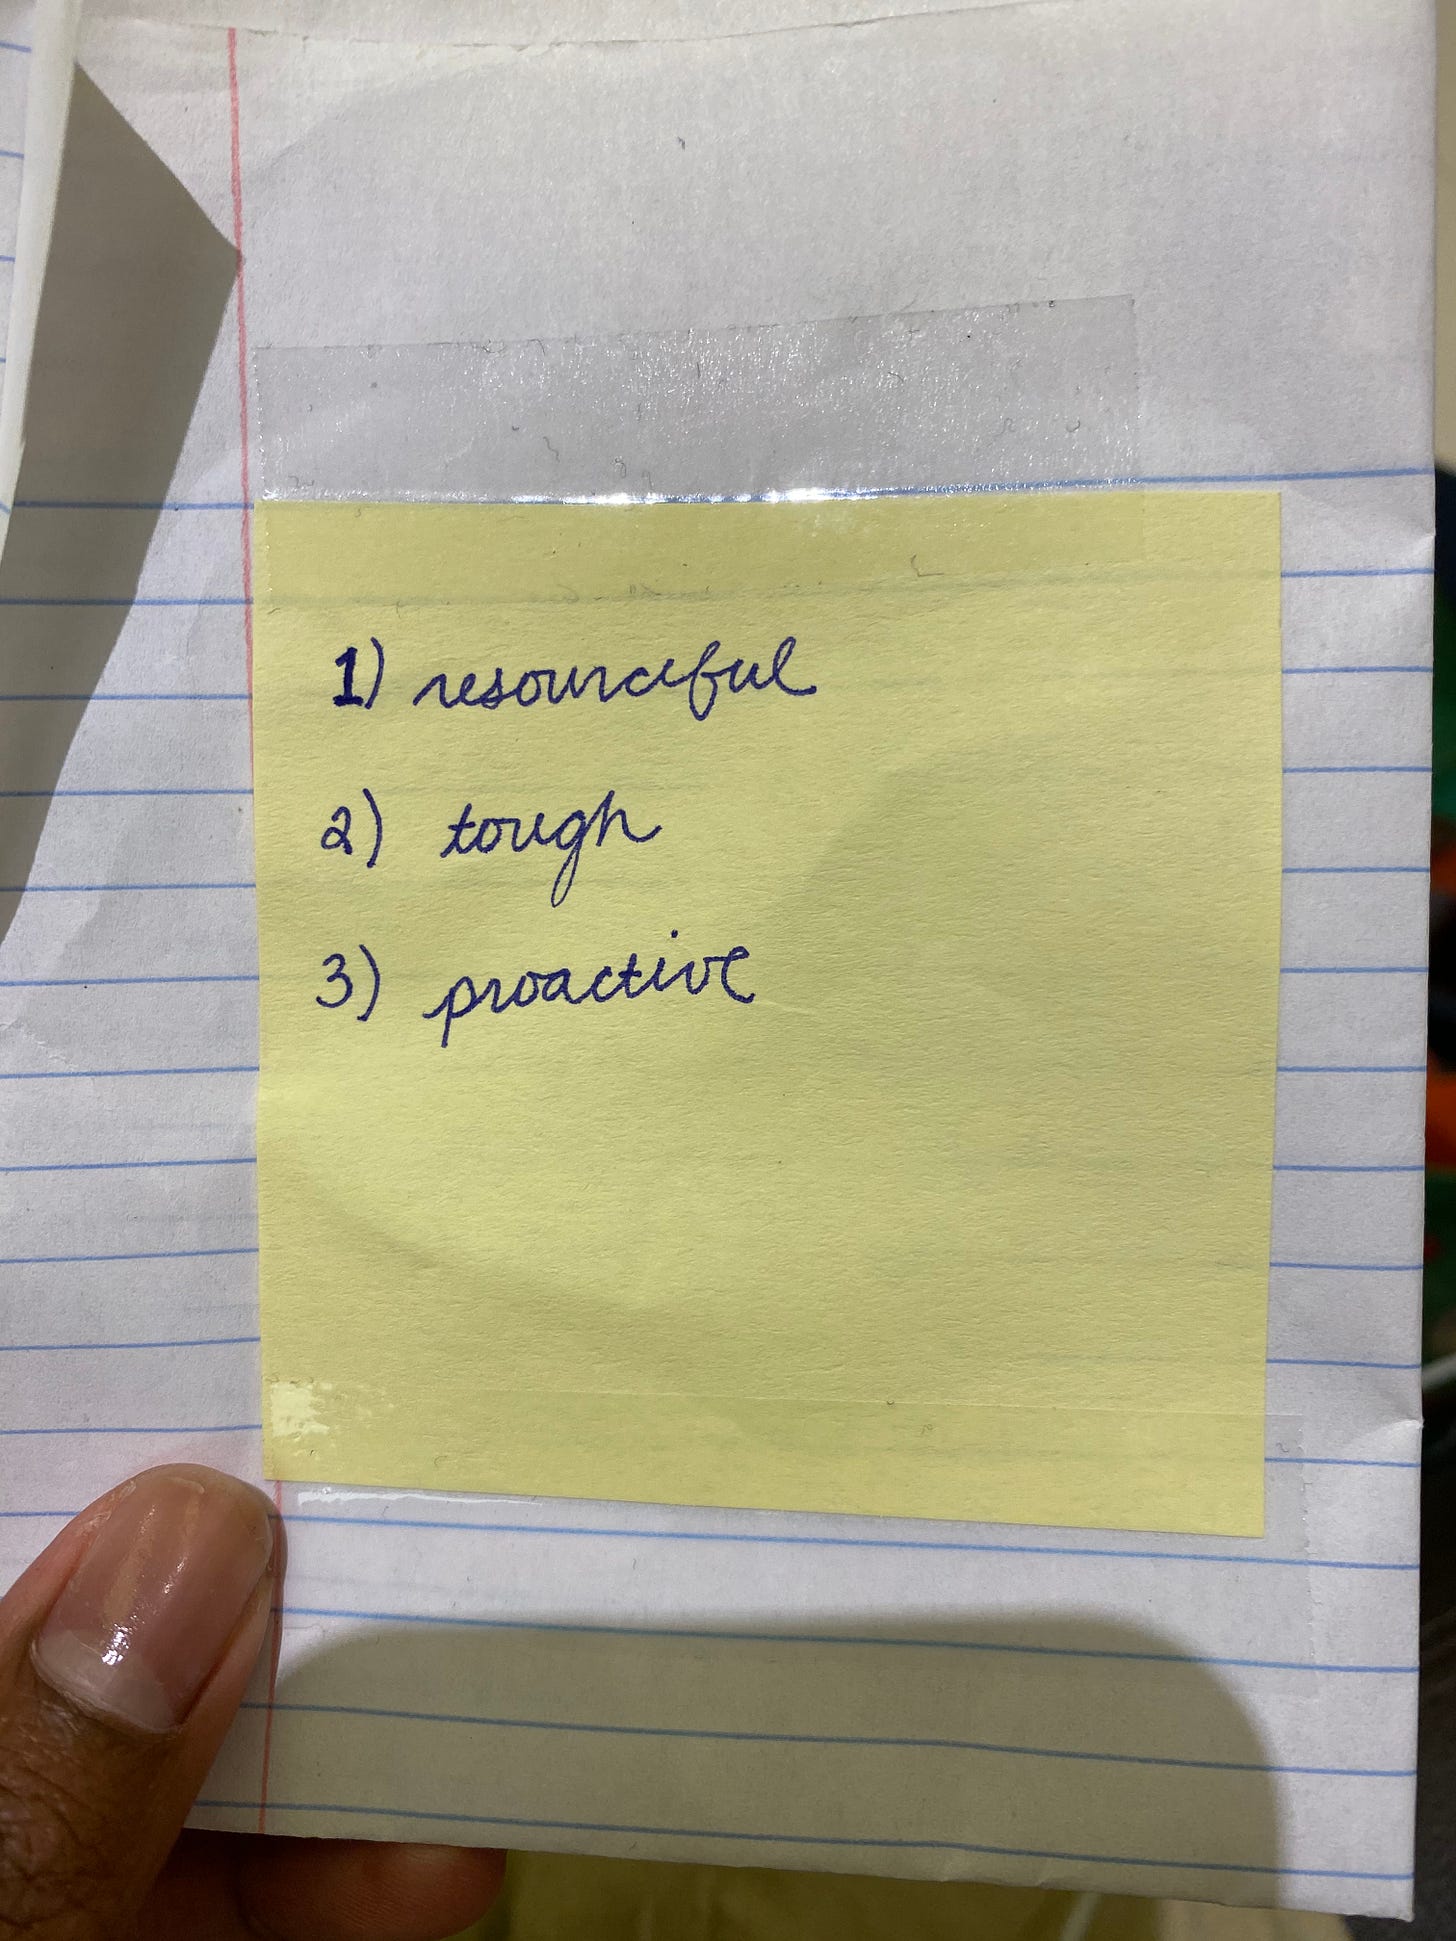 1) resourceful
2) tough
3) proactive